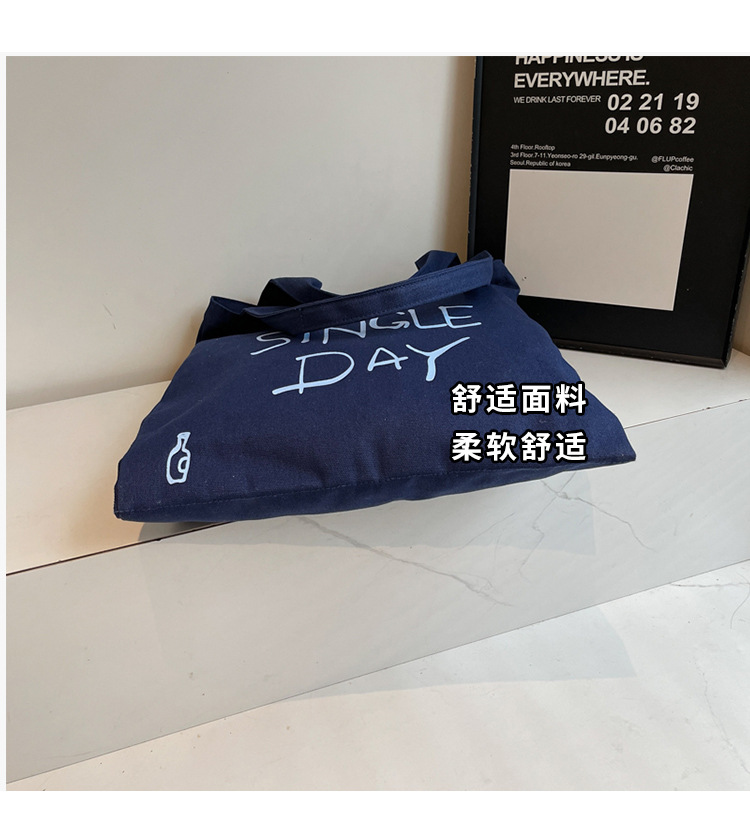 HAPPINESS IS
EVERYWHERE.
WE DRINK LAST FOREVER
02 21 19
04 06 82
4th Floor.Rooftop
3rd Floor.7-11.Yeonseo-ro 29-gil.Eunpyeong-gu.
Seoul.Republic of korea
@FLUPcoffee
@Clachic
SINGLE
DAY
舒适面料
柔软舒适